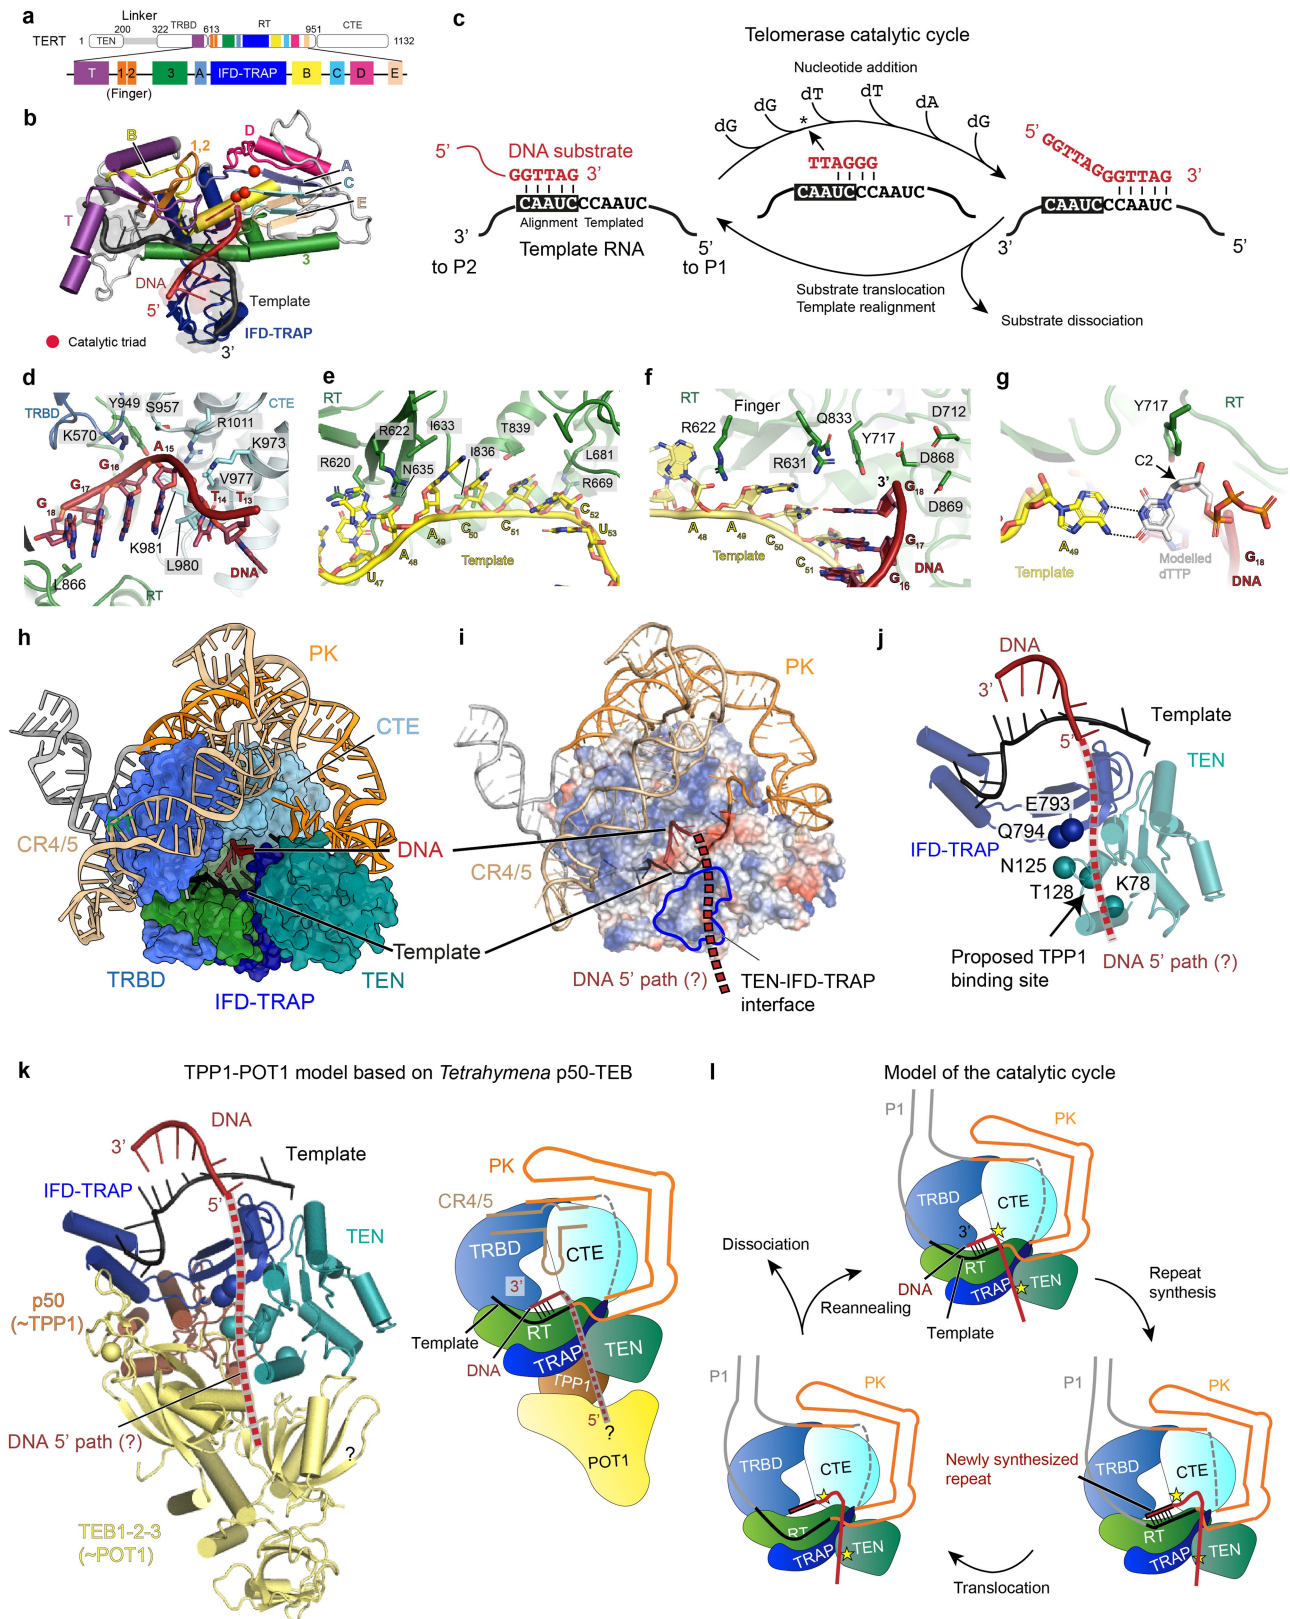 a
Linker
TERT 1 TEN 200 322 TRBD 613 RT 951 CTE 1132
T 1 2 3 A IFD-TRAP B C D E
(Finger)
b
B 1,2 D
A
C
E
T
3
DNA
5’
Template
IFD-TRAP
3’
Catalytic triad
c
Telomerase catalytic cycle
Nucleotide addition
dG dG dT dT dA dG
*
5’ DNA substrate
GGTTAG 3’
CAAUCCCAAUC
Alignment Templated
3’ Template RNA 5’
to P2 to P1
TTAGGG
CAAUCCCAAUC
5’ GGTTAGGGTTAG 3’
CAAUCCCAAUC
3’ 5’
Substrate translocation
Template realignment
Substrate dissociation
d
TRBD Y949 S957 CTE
R1011
K570 A15 K973
G16
G17 V977
G18 T14 T13
K981
L980
L866 DNA
RT
e
RT
R622 I633 T839
R620 N635 I836 L681
R669
U47 A48 A49 C50 C51 C52 U53
Template
f
RT
Finger
R622 Q833 D712
Y717
R631 D868
3’ G18 D869
A48 A49 C50 C51
Template
G17
G16
DNA
g
Y717
RT
C2
A49
Template
Modelled
dTTP
G18
DNA
h
PK
CTE
CR4/5
DNA
Template
TRBD TEN
IFD-TRAP
i
PK
CR4/5
DNA 5’ path (?)
TEN-IFD-TRAP
interface
j
DNA
3’
Template
5’
TEN
E793
Q794
IFD-TRAP
N125
T128 K78
Proposed TPP1
binding site
DNA 5’ path (?)
k
TPP1-POT1 model based on Tetrahymena p50-TEB
DNA
3’
Template
IFD-TRAP
5’
TEN
p50
(~TPP1)
DNA 5’ path (?)
?
TEB1-2-3
(~POT1)
PK
CR4/5
TRBD CTE
3’
Template RT
DNA TRAP TEN
TPP1
5’
?
POT1
l
Model of the catalytic cycle
P1 PK
TRBD CTE
3’
RT
DNA TRAP TEN
Template
Dissociation
Reannealing
Repeat
synthesis
P1 PK
TRBD CTE
RT
TRAP TEN
Newly synthesized
repeat
P1 PK
TRBD CTE
RT
TRAP TEN
Translocation